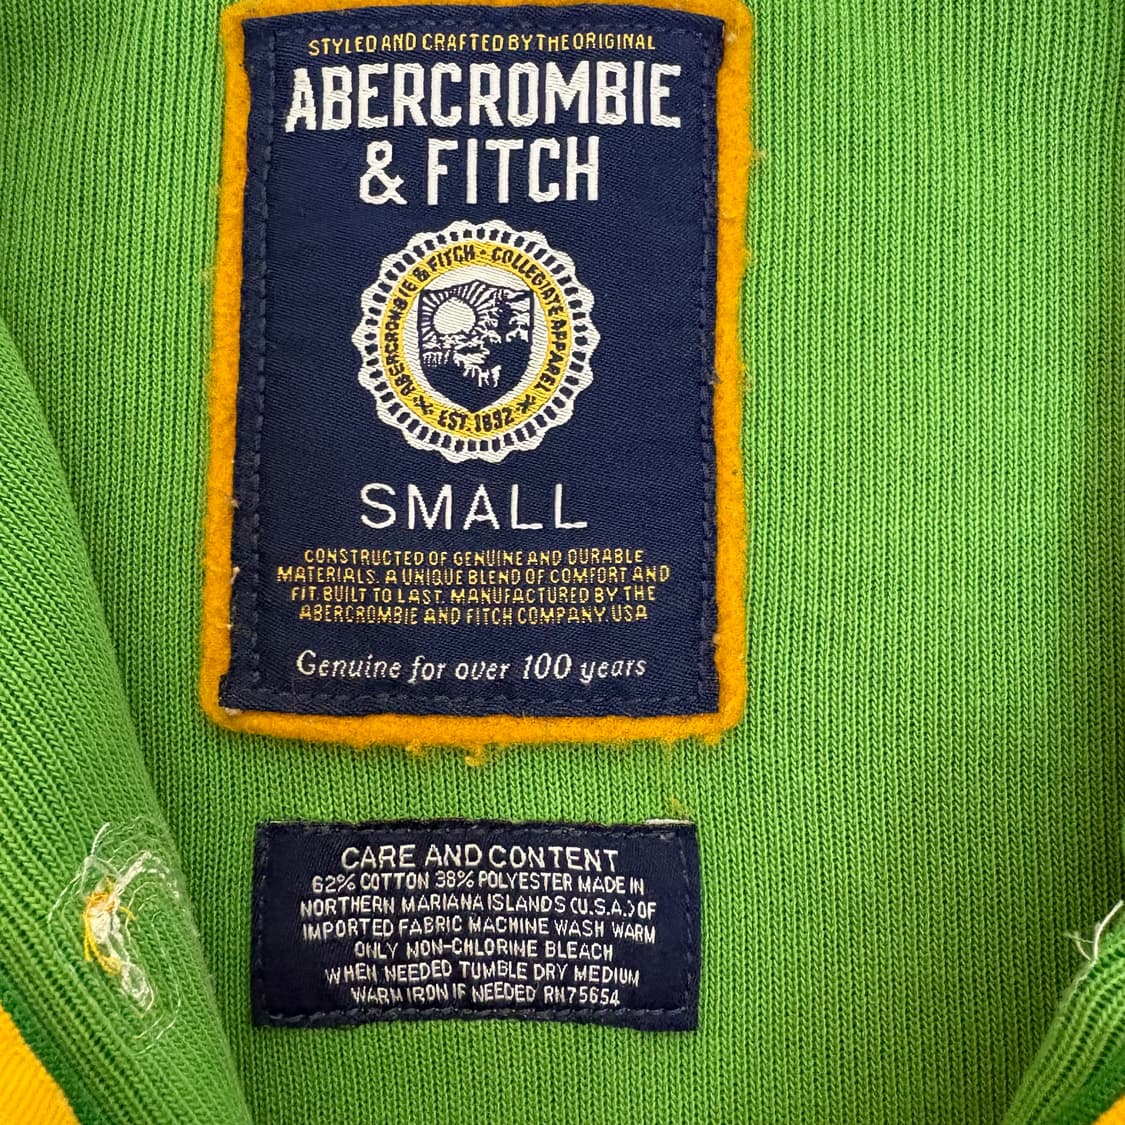 STYLED AND CRAFTED BY THE ORIGINAL
ABERCROMBIE
& FITCH
ABERCROMBIE & FITCH · COLLEGIATE APPAREL
EST. 1892
SMALL
CONSTRUCTED OF GENUINE AND DURABLE
MATERIALS. A UNIQUE BLEND OF COMFORT AND
FIT. BUILT TO LAST. MANUFACTURED BY THE
ABERCROMBIE AND FITCH COMPANY. USA
Genuine for over 100 years
CARE AND CONTENT
62% COTTON 38% POLYESTER MADE IN
NORTHERN MARIANA ISLANDS (U.S.A.) OF
IMPORTED FABRIC MACHINE WASH WARM
ONLY NON-CHLORINE BLEACH
WHEN NEEDED TUMBLE DRY MEDIUM
WARM IRON IF NEEDED RN75654